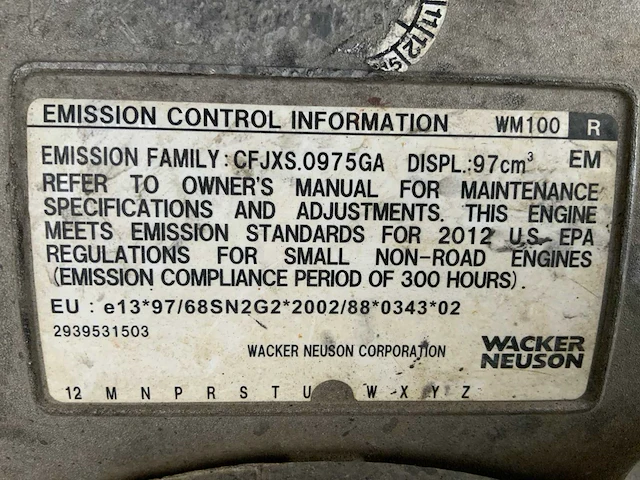 11 12 S
EMISSION CONTROL INFORMATION WM100 R
EMISSION FAMILY: CFJXS.0975GA DISPL.:97cm³ EM
REFER TO OWNER'S MANUAL FOR MAINTENANCE
SPECIFICATIONS AND ADJUSTMENTS. THIS ENGINE
MEETS EMISSION STANDARDS FOR 2012 U.S. EPA
REGULATIONS FOR SMALL NON-ROAD ENGINES
(EMISSION COMPLIANCE PERIOD OF 300 HOURS).
EU : e13*97/68SN2G2*2002/88*0343*02
2939531503
WACKER NEUSON CORPORATION
WACKER
NEUSON
12 M N P R S T U W X Y Z